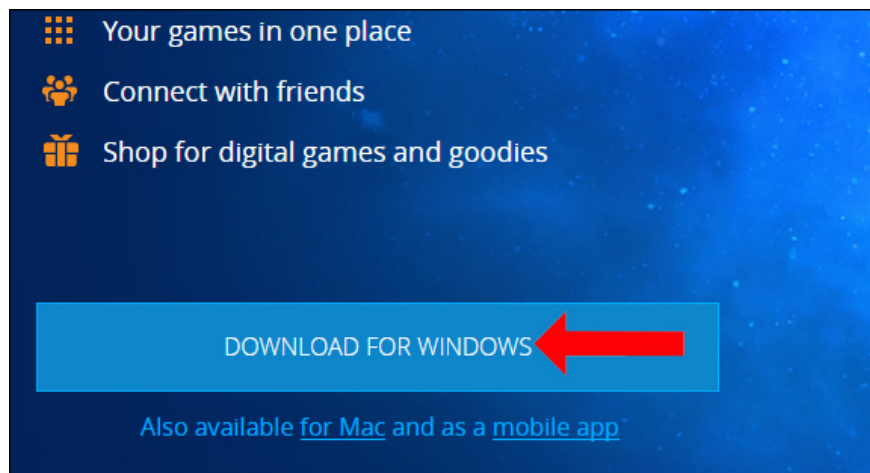 Your games in one place
Connect with friends
Shop for digital games and goodies
DOWNLOAD FOR WINDOWS
Also available for Mac and as a mobile app